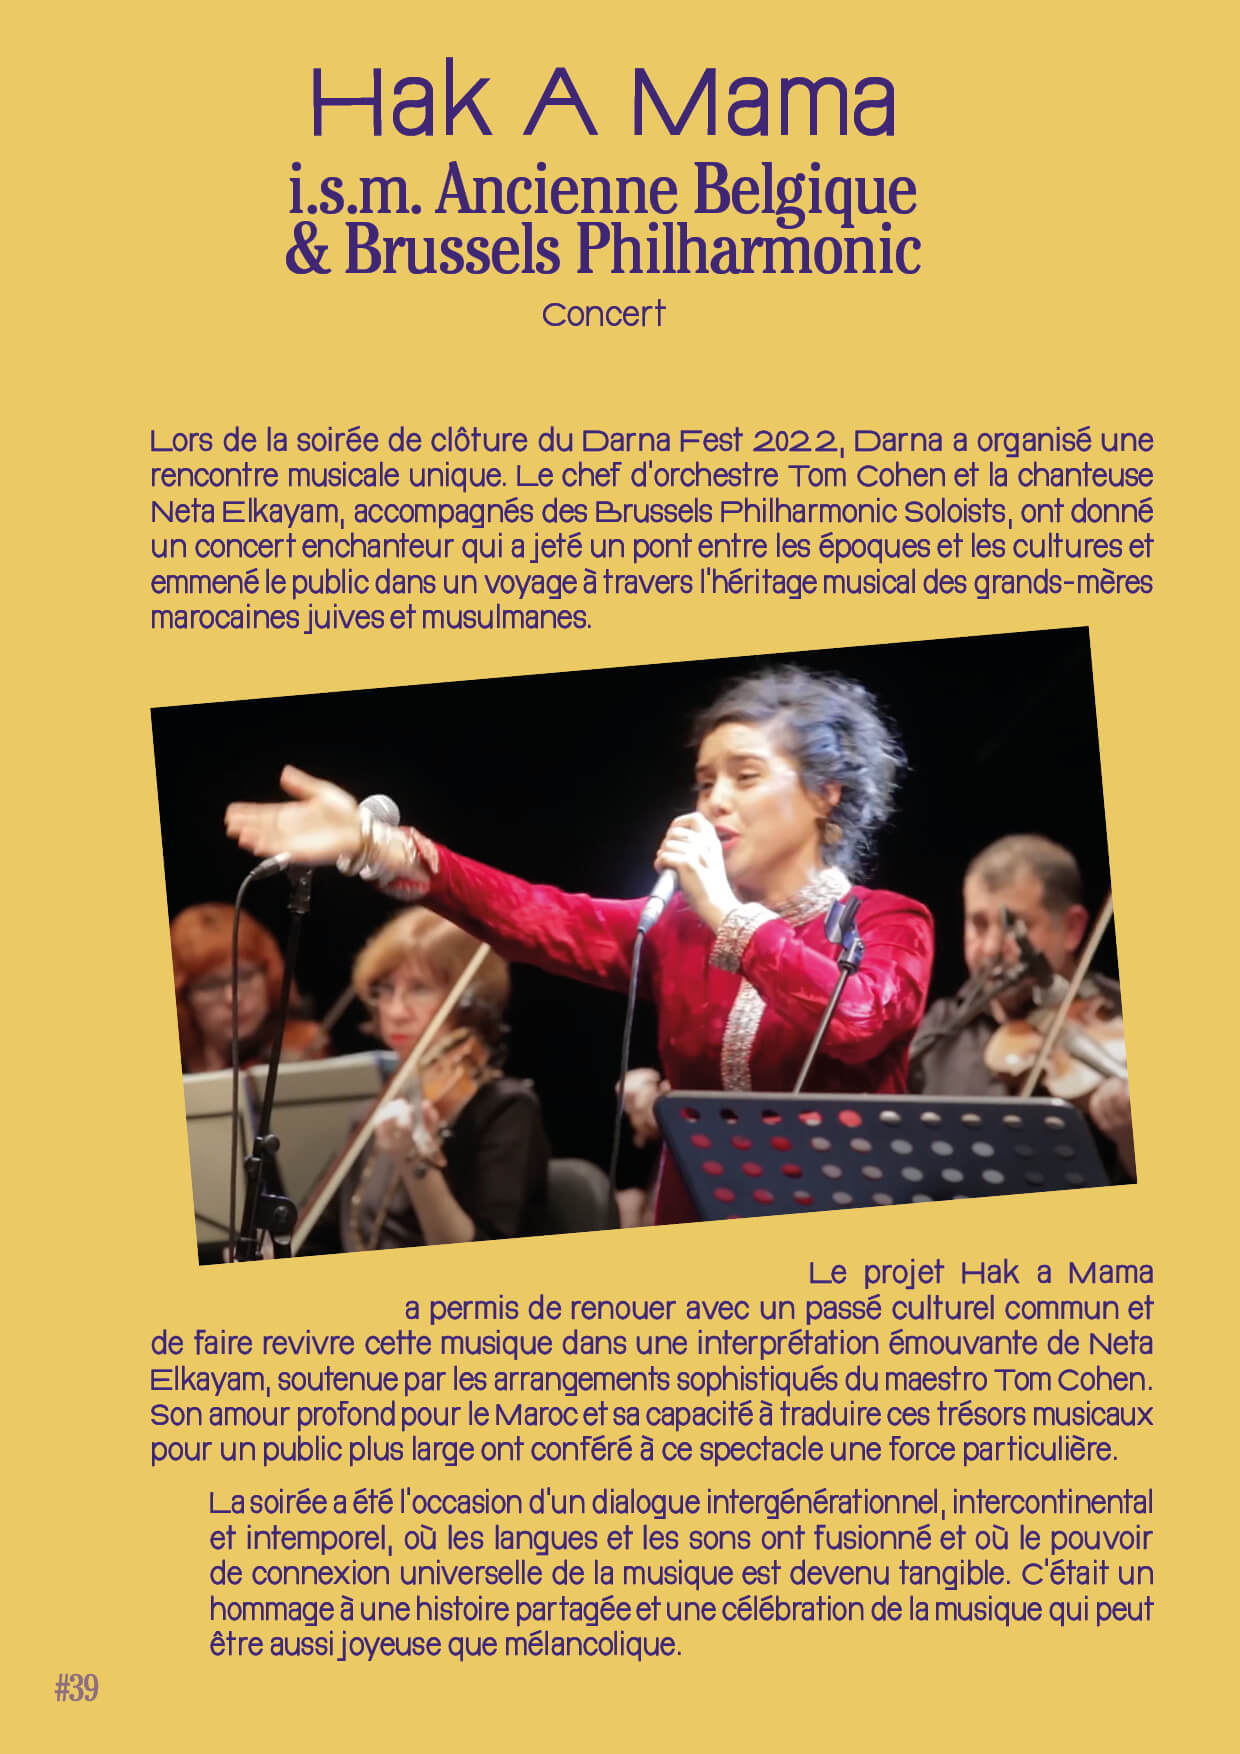 Hak A Mama
i.s.m. Ancienne Belgique
& Brussels Philharmonic
Concert
Lors de la soirée de clôture du Darna Fest 2022, Darna a organisé une
rencontre musicale unique. Le chef d'orchestre Tom Cohen et la chanteuse
Neta Elkayam, accompagnés des Brussels Philharmonic Soloists, ont donné
un concert enchanteur qui a jeté un pont entre les époques et les cultures et
emmené le public dans un voyage à travers l'héritage musical des grands-mères
marocaines juives et musulmanes.
Le projet Hak a Mama
a permis de renouer avec un passé culturel commun et
de faire revivre cette musique dans une interprétation émouvante de Neta
Elkayam, soutenue par les arrangements sophistiqués du maestro Tom Cohen.
Son amour profond pour le Maroc et sa capacité à traduire ces trésors musicaux
pour un public plus large ont conféré à ce spectacle une force particulière.
La soirée a été l'occasion d'un dialogue intergénérationnel, intercontinental
et intemporel, où les langues et les sons ont fusionné et où le pouvoir
de connexion universelle de la musique est devenu tangible. C'était un
hommage à une histoire partagée et une célébration de la musique qui peut
être aussi joyeuse que mélancolique.
#39